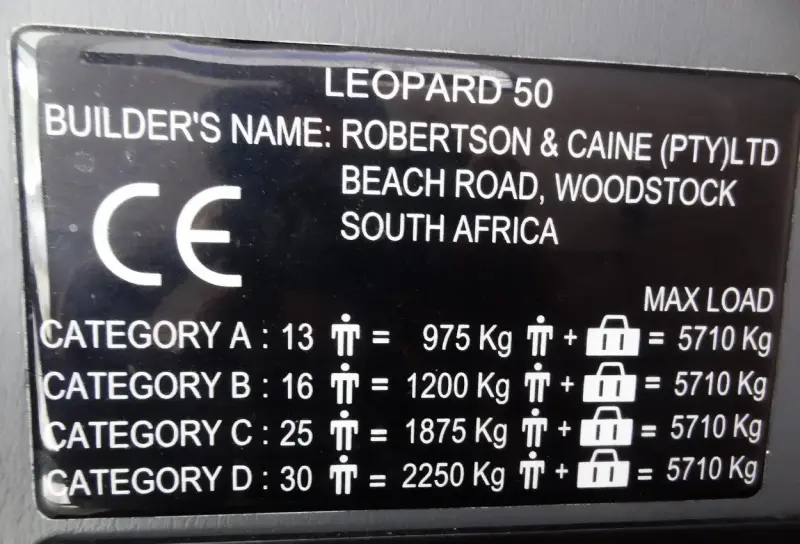 LEOPARD 50
BUILDER'S NAME: ROBERTSON & CAINE (PTY)LTD
BEACH ROAD, WOODSTOCK
SOUTH AFRICA
CE
MAX LOAD
CATEGORY A : 13 = 975 Kg + = 5710 Kg
CATEGORY B : 16 = 1200 Kg + = 5710 Kg
CATEGORY C : 25 = 1875 Kg + = 5710 Kg
CATEGORY D : 30 = 2250 Kg + = 5710 Kg